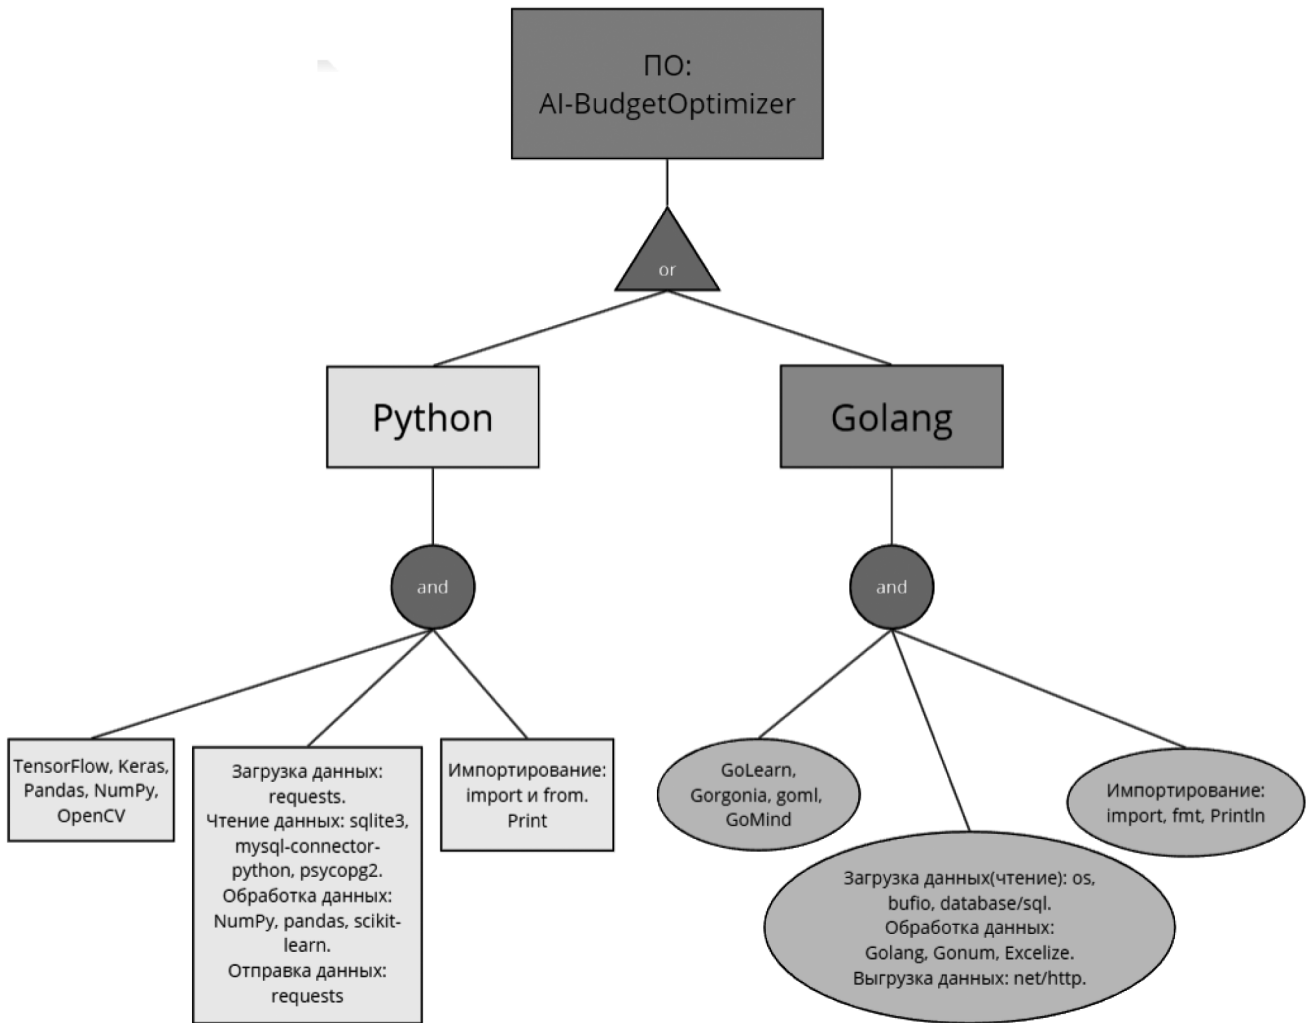 ПО:
AI-BudgetOptimizer
or
Python
Golang
and
and
TensorFlow, Keras,
Pandas, NumPy,
OpenCV
Загрузка данных:
requests.
Чтение данных: sqlite3,
mysql-connector-
python, psycopg2.
Обработка данных:
NumPy, pandas, scikit-
learn.
Отправка данных:
requests
Импортирование:
import и from.
Print
GoLearn,
Gorgonia, goml,
GoMind
Загрузка данных(чтение): os,
bufio, database/sql.
Обработка данных:
Golang, Gonum, Excelize.
Выгрузка данных: net/http.
Импортирование:
import, fmt, Println